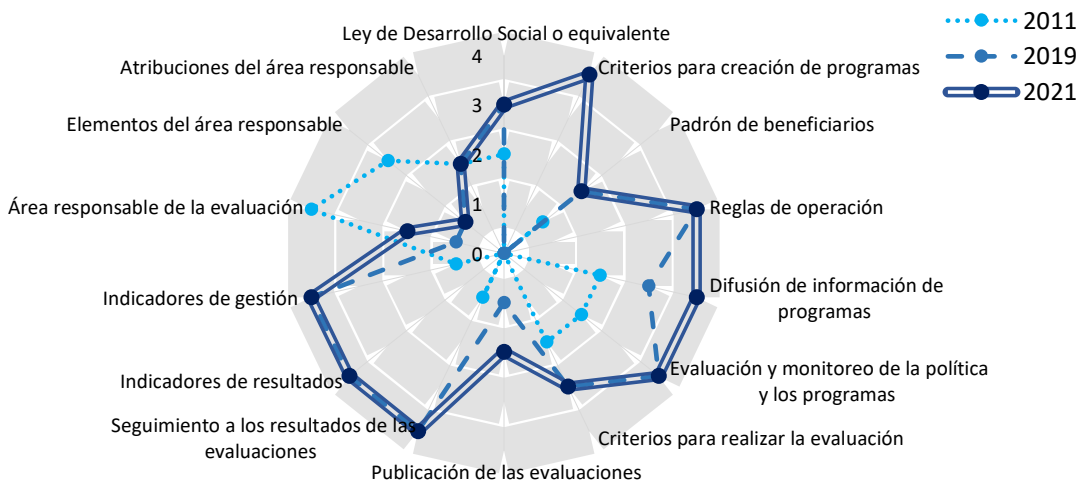 2011
2019
2021
Ley de Desarrollo Social o equivalente
Criterios para creación de programas
Padrón de beneficiarios
Reglas de operación
Difusión de información de
programas
Evaluación y monitoreo de la política
y los programas
Criterios para realizar la evaluación
Publicación de las evaluaciones
Seguimiento a los resultados de las
evaluaciones
Indicadores de resultados
Indicadores de gestión
Área responsable de la evaluación
Elementos del área responsable
Atribuciones del área responsable
4
3
2
1
0